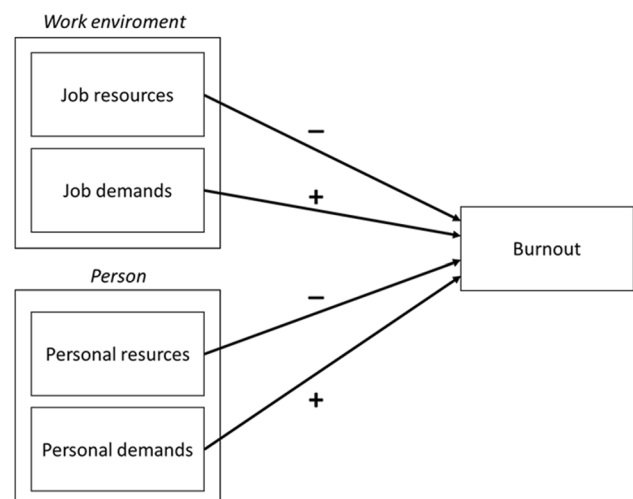 Work enviroment
Job resources
–
Job demands
+
Burnout
Person
–
Personal resurces
+
Personal demands